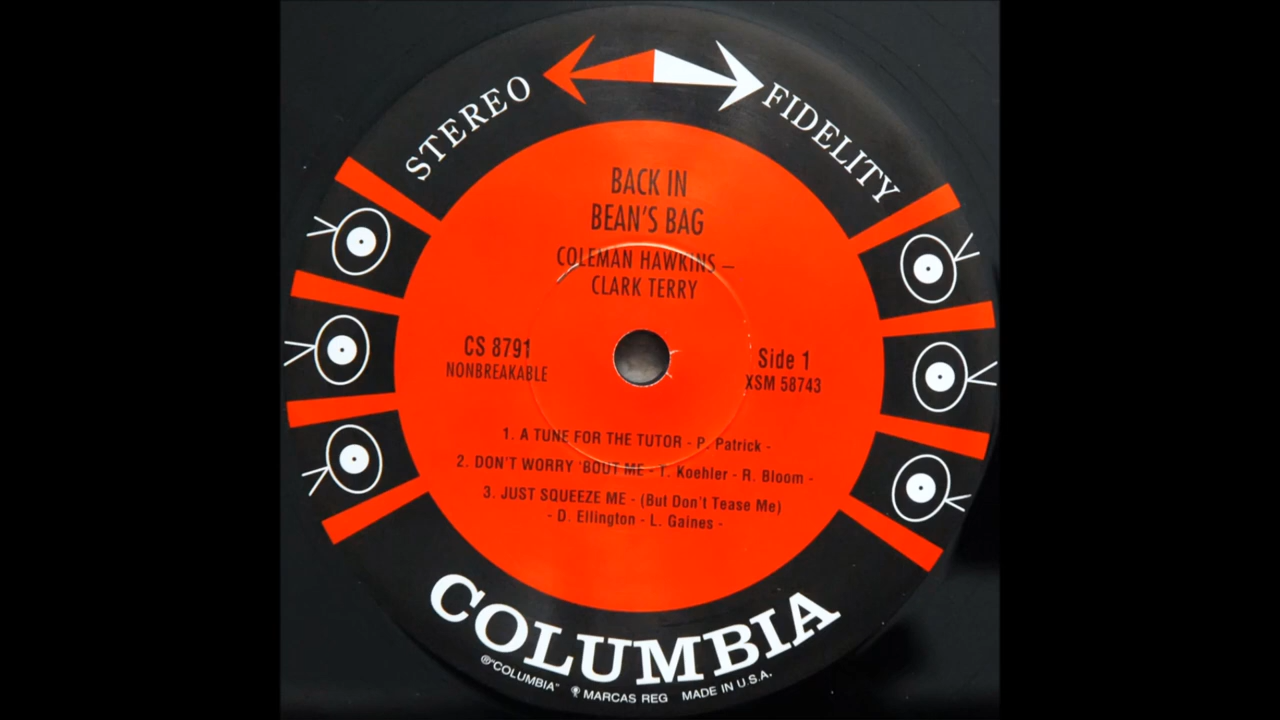 STEREO FIDELITY
BACK IN
BEAN'S BAG
COLEMAN HAWKINS –
CLARK TERRY
CS 8791
NONBREAKABLE
Side 1
XSM 58743
1. A TUNE FOR THE TUTOR - P. Patrick -
2. DON'T WORRY 'BOUT ME - T. Koehler - R. Bloom -
3. JUST SQUEEZE ME - (But Don't Tease Me)
- D. Ellington - L. Gaines -
COLUMBIA
®"COLUMBIA" MARCAS REG MADE IN U.S.A.